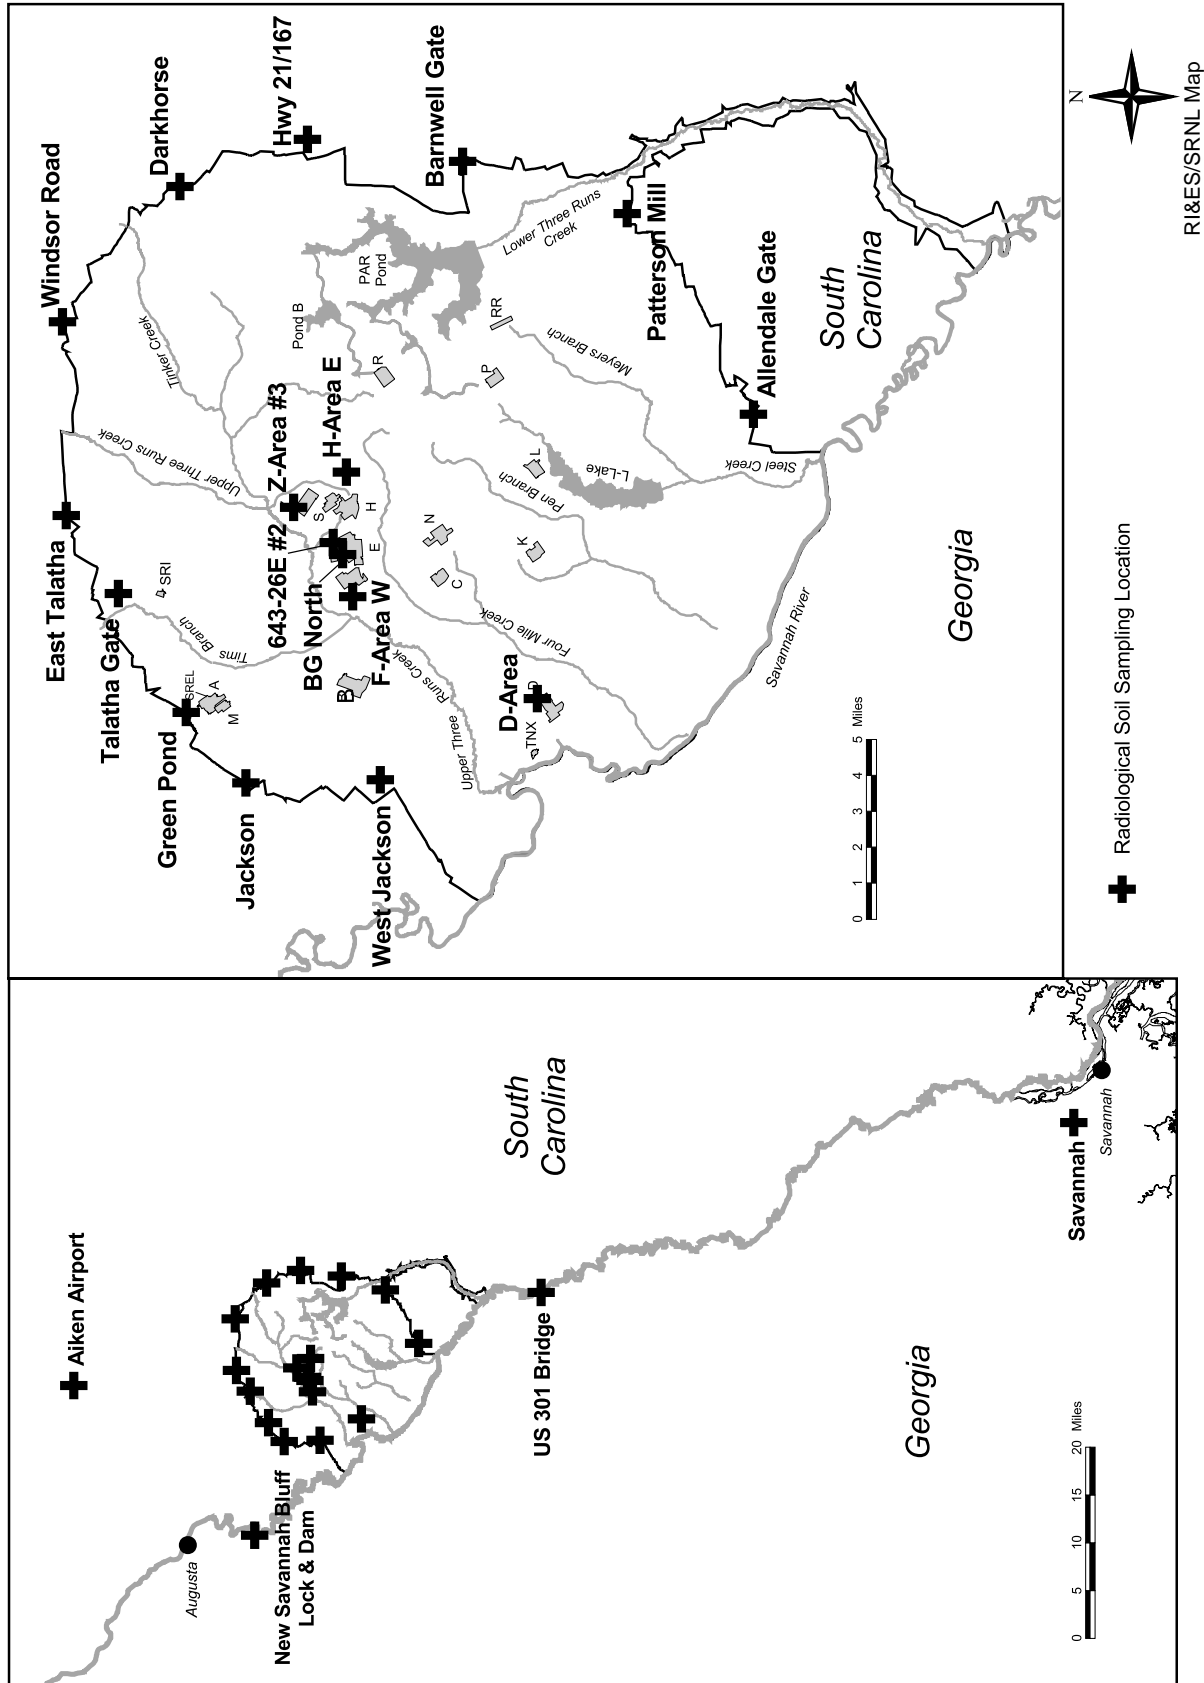 Aiken Airport
Augusta
New Savannah Bluff
Lock & Dam
US 301 Bridge
South
Carolina
Georgia
Savannah
Savannah
0 5 10 15 20 Miles
Windsor Road
Darkhorse
Hwy 21/167
Barnwell Gate
East Talatha
Talatha Gate
Green Pond
Jackson
West Jackson
Patterson Mill
Allendale Gate
D-Area
643-26E #2
Z-Area #3
H-Area E
BG North
F-Area W
Tinker Creek
Upper Three Runs Creek
Tims
Branch
SRI
SREL
A
M
B
S
H
E
N
C
K
L
P
R
RR
D
TNX
Pond B
PAR
Pond
Lower Three Runs
Creek
Meyers Branch
L-Lake
Steel Creek
Pen Branch
Four Mile Creek
Upper Three
Runs Creek
Savannah River
South
Carolina
Georgia
0 1 2 3 4 5 Miles
N
Radiological Soil Sampling Location
RI&ES/SRNL Map